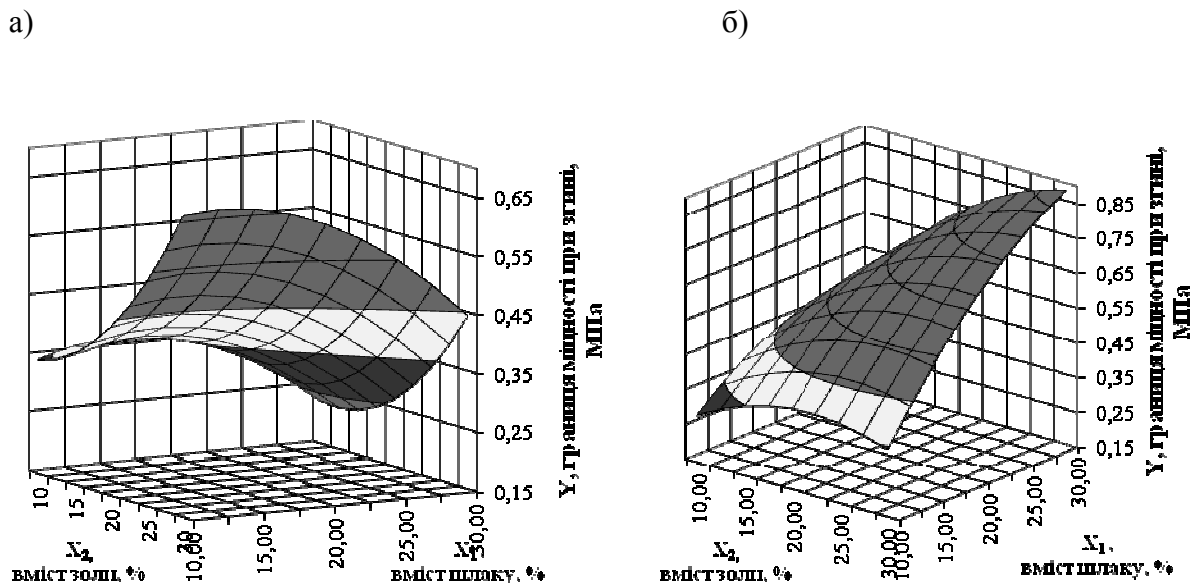 а) б)
0,65
0,55
0,45
0,35
0,25
0,15
Y, границя міцності при згині,
МПа
10
15
20
25
30
X2,
вміст золи, %
10,00
15,00
20,00
25,00
30,00
X1,
вміст шлаку, %
0,85
0,75
0,65
0,55
0,45
0,35
0,25
0,15
Y, границя міцності при згині,
МПа
10,00
15,00
20,00
25,00
30,00
X2,
вміст золи, %
10,00
15,00
20,00
25,00
30,00
X1,
вміст шлаку, %